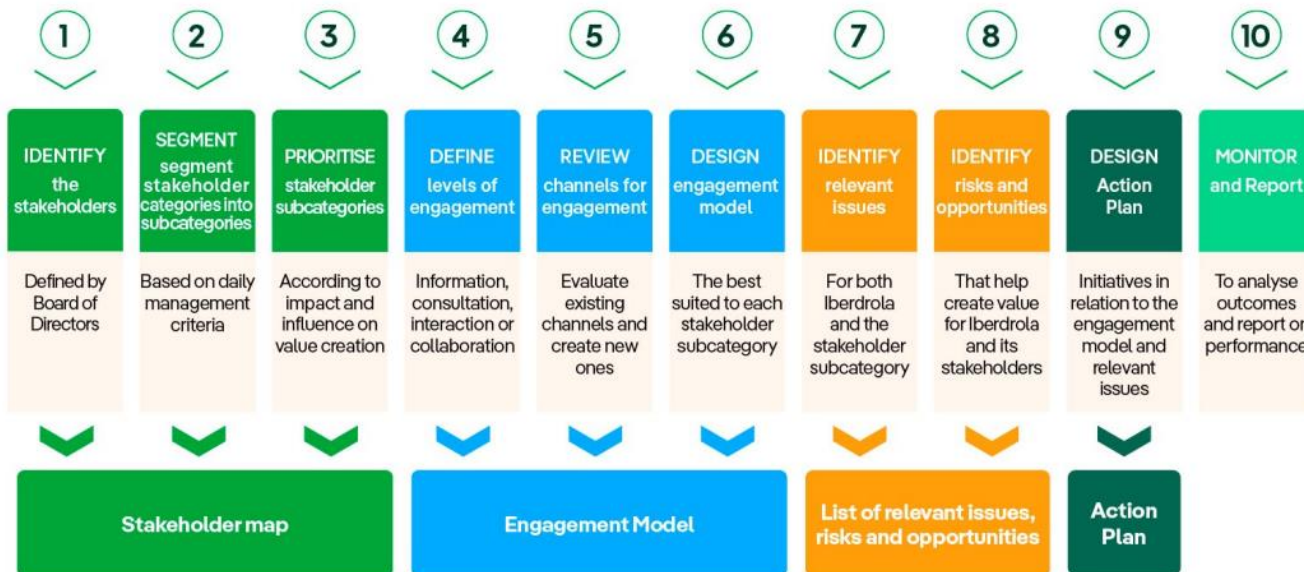 1
2
3
4
5
6
7
8
9
10
IDENTIFY
the
stakeholders
SEGMENT
segment
stakeholder
categories into
subcategories
PRIORITISE
stakeholder
subcategories
DEFINE
levels of
engagement
REVIEW
channels for
engagement
DESIGN
engagement
model
IDENTIFY
relevant
issues
IDENTIFY
risks and
opportunities
DESIGN
Action
Plan
MONITOR
and Report
Defined by
Board of
Directors
Based on daily
management
criteria
According to
impact and
influence on
value creation
Information,
consultation,
interaction or
collaboration
Evaluate
existing
channels and
create new
ones
The best
suited to each
stakeholder
subcategory
For both
Iberdrola
and the
stakeholder
subcategory
That help
create value
for Iberdrola
and its
stakeholders
Initiatives in
relation to the
engagement
model and
relevant
issues
To analyse
outcomes
and report on
performance
Stakeholder map
Engagement Model
List of relevant issues,
risks and opportunities
Action
Plan